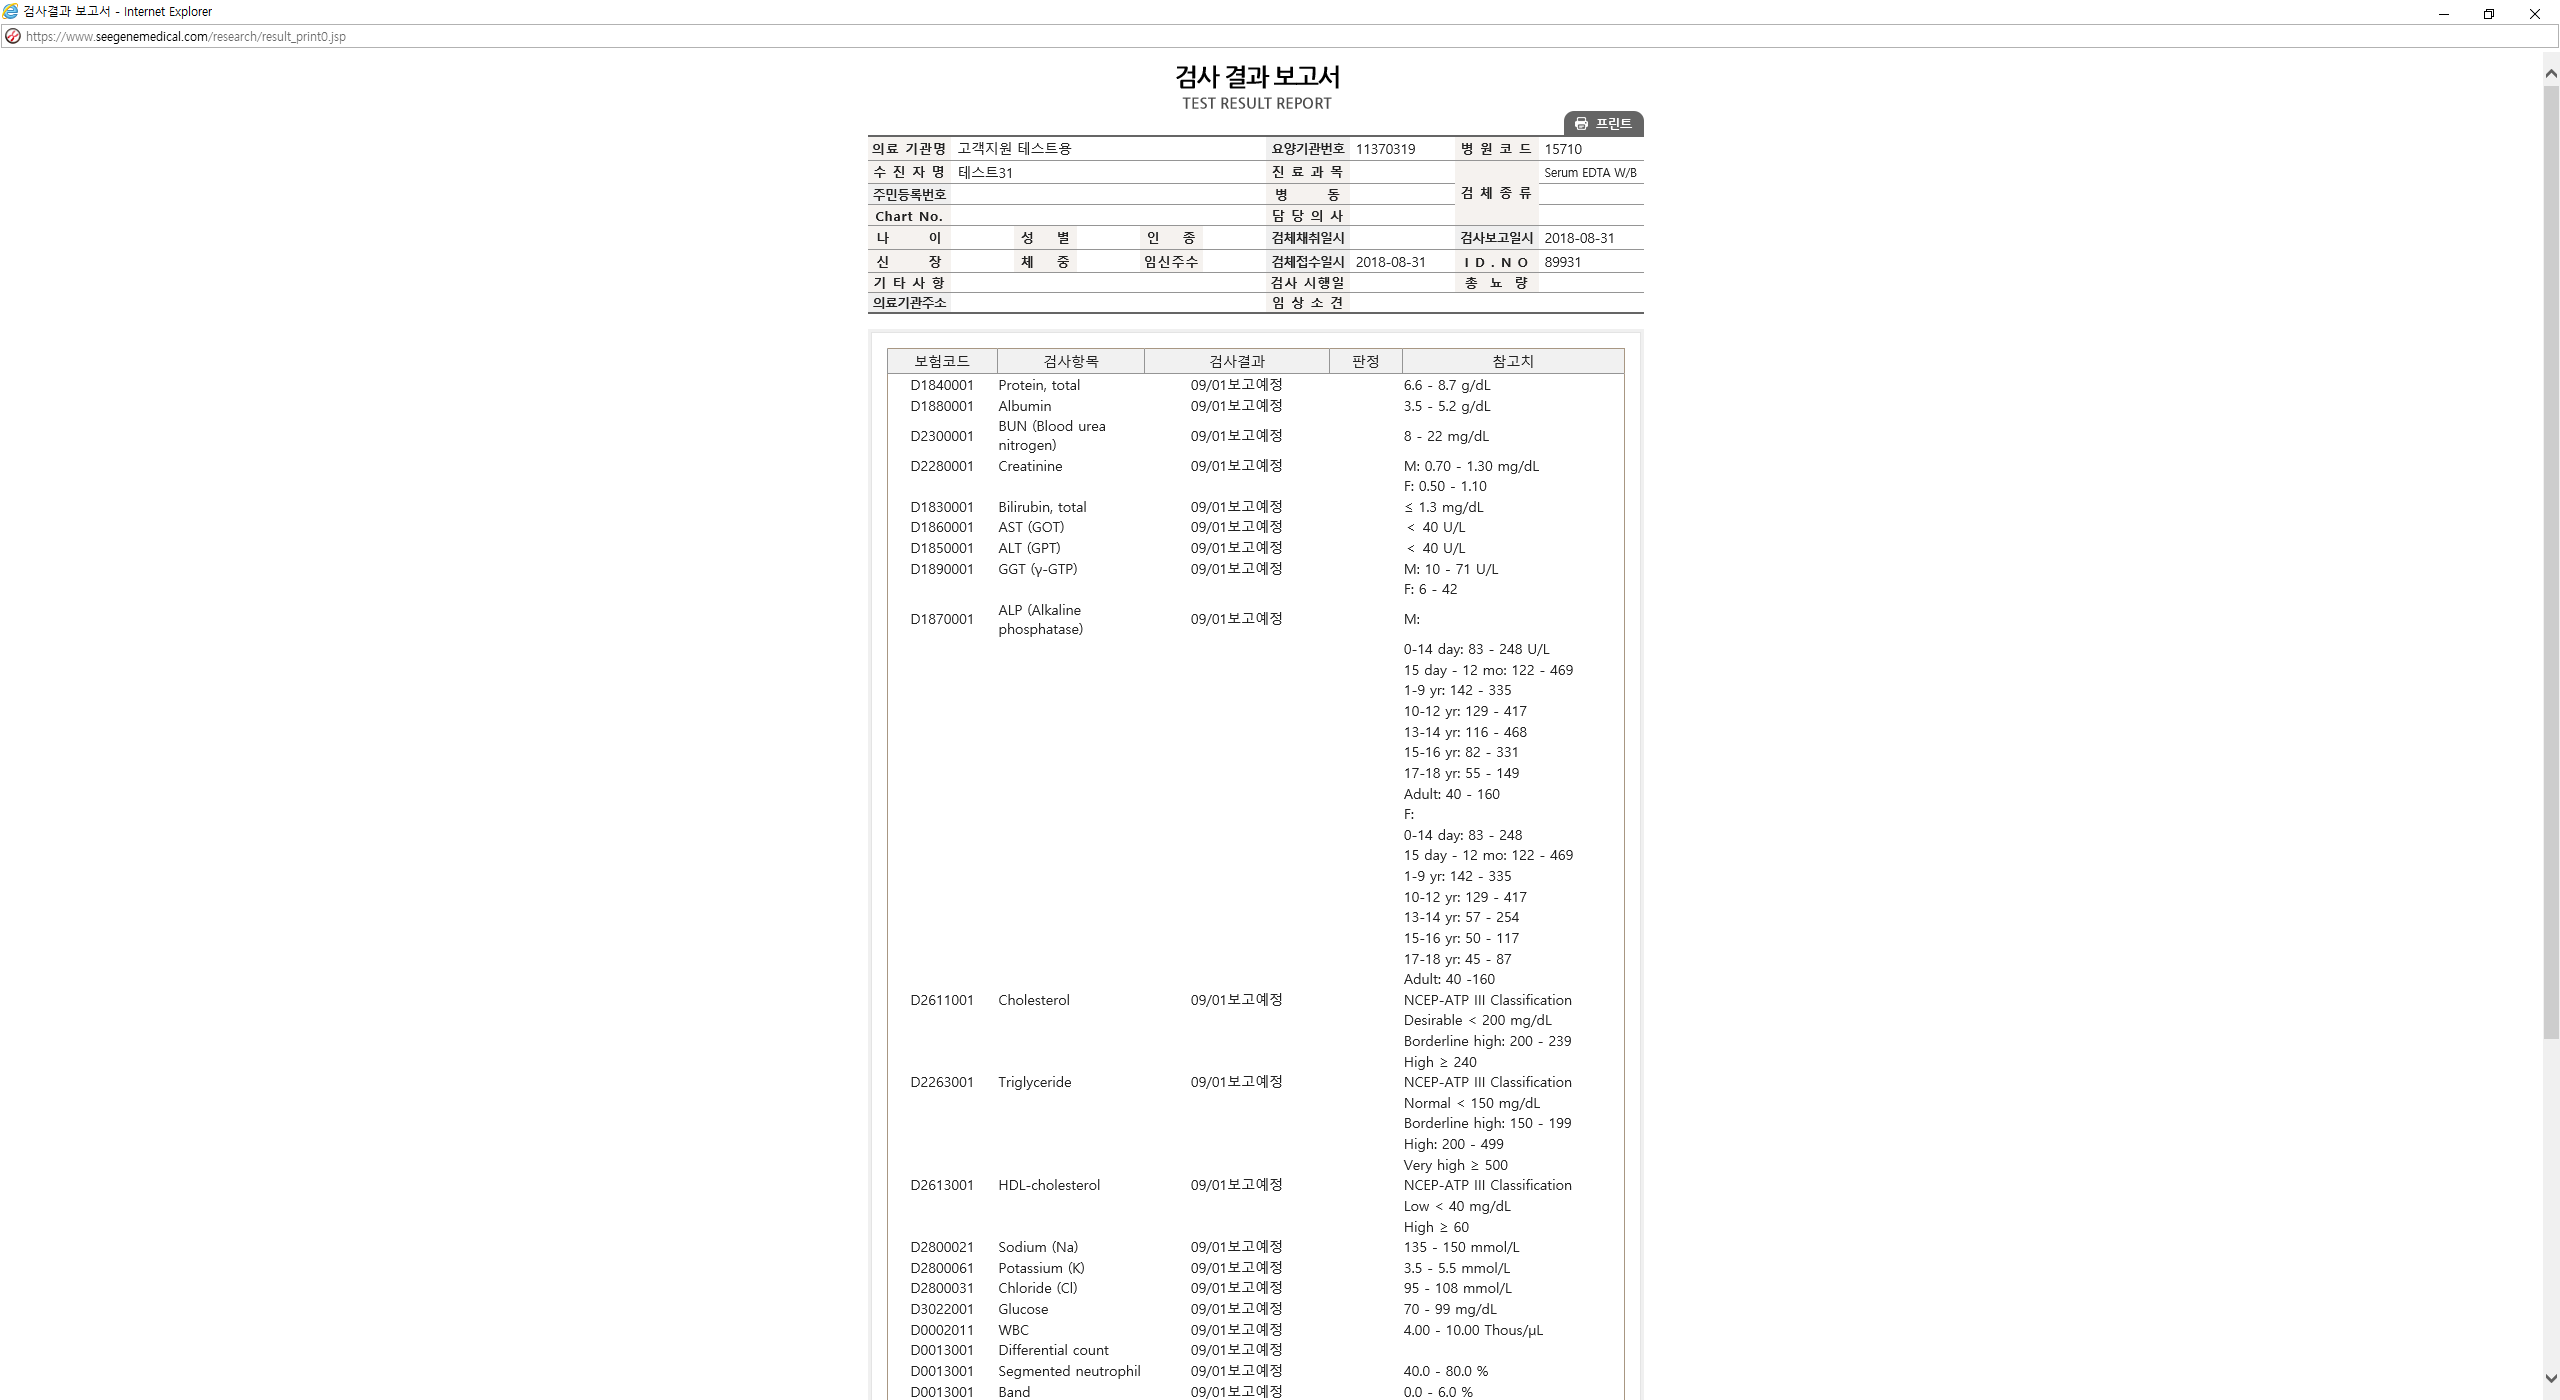 검사결과 보고서 - Internet Explorer
https://www.seegenemedical.com/research/result_print0.jsp
검사 결과 보고서
TEST RESULT REPORT
프린트
의료 기관명 고객지원 테스트용 요양기관번호 11370319 병 원 코 드 15710
수 진 자 명 테스트31 진 료 과 목 검 체 종 류 Serum EDTA W/B
주민등록번호 병 동
Chart No. 담 당 의 사
나 이 성 별 인 종 검체채취일시 검사보고일시 2018-08-31
신 장 체 중 임신주수 검체접수일시 2018-08-31 I D . N O 89931
기 타 사 항 검사 시행일 총 뇨 량
의료기관주소 임 상 소 견
보험코드 검사항목 검사결과 판정 참고치
D1840001 Protein, total 09/01보고예정 6.6 - 8.7 g/dL
D1880001 Albumin 09/01보고예정 3.5 - 5.2 g/dL
D2300001 BUN (Blood urea nitrogen) 09/01보고예정 8 - 22 mg/dL
D2280001 Creatinine 09/01보고예정 M: 0.70 - 1.30 mg/dL
F: 0.50 - 1.10
D1830001 Bilirubin, total 09/01보고예정 ≤ 1.3 mg/dL
D1860001 AST (GOT) 09/01보고예정 < 40 U/L
D1850001 ALT (GPT) 09/01보고예정 < 40 U/L
D1890001 GGT (γ-GTP) 09/01보고예정 M: 10 - 71 U/L
F: 6 - 42
D1870001 ALP (Alkaline phosphatase) 09/01보고예정 M:
0-14 day: 83 - 248 U/L
15 day - 12 mo: 122 - 469
1-9 yr: 142 - 335
10-12 yr: 129 - 417
13-14 yr: 116 - 468
15-16 yr: 82 - 331
17-18 yr: 55 - 149
Adult: 40 - 160
F:
0-14 day: 83 - 248
15 day - 12 mo: 122 - 469
1-9 yr: 142 - 335
10-12 yr: 129 - 417
13-14 yr: 57 - 254
15-16 yr: 50 - 117
17-18 yr: 45 - 87
Adult: 40 -160
D2611001 Cholesterol 09/01보고예정 NCEP-ATP III Classification
Desirable < 200 mg/dL
Borderline high: 200 - 239
High ≥ 240
D2263001 Triglyceride 09/01보고예정 NCEP-ATP III Classification
Normal < 150 mg/dL
Borderline high: 150 - 199
High: 200 - 499
Very high ≥ 500
D2613001 HDL-cholesterol 09/01보고예정 NCEP-ATP III Classification
Low < 40 mg/dL
High ≥ 60
D2800021 Sodium (Na) 09/01보고예정 135 - 150 mmol/L
D2800061 Potassium (K) 09/01보고예정 3.5 - 5.5 mmol/L
D2800031 Chloride (Cl) 09/01보고예정 95 - 108 mmol/L
D3022001 Glucose 09/01보고예정 70 - 99 mg/dL
D0002011 WBC 09/01보고예정 4.00 - 10.00 Thous/μL
D0013001 Differential count 09/01보고예정
D0013001 Segmented neutrophil 09/01보고예정 40.0 - 80.0 %
D0013001 Band 09/01보고예정 0.0 - 6.0 %